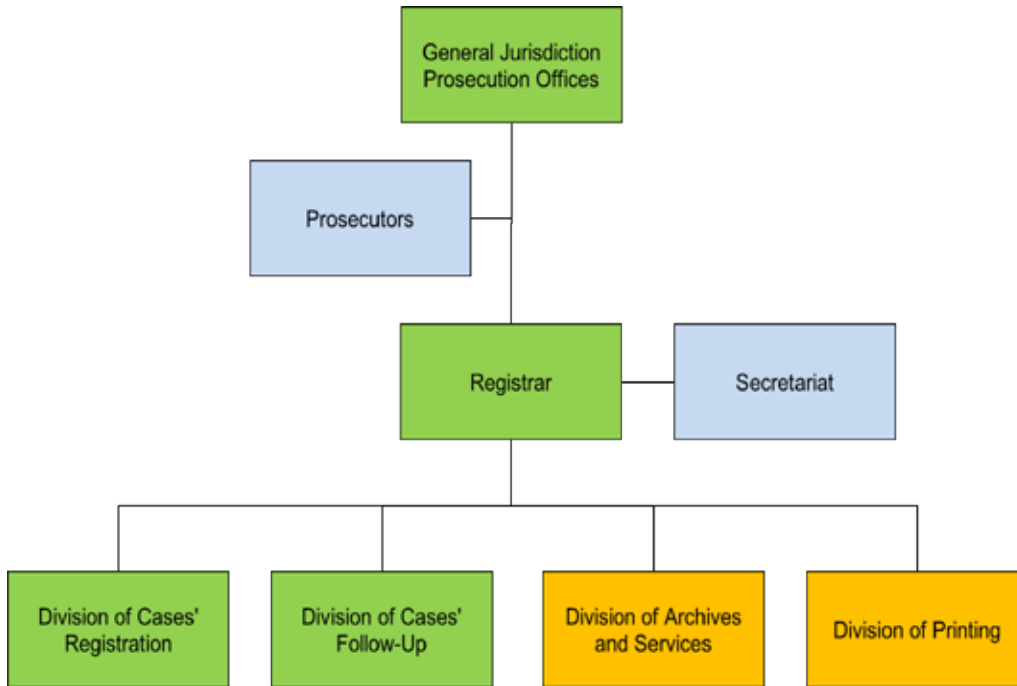 General Jurisdiction
Prosecution Offices
Prosecutors
Registrar
Secretariat
Division of Cases'
Registration
Division of Cases'
Follow-Up
Division of Archives
and Services
Division of Printing